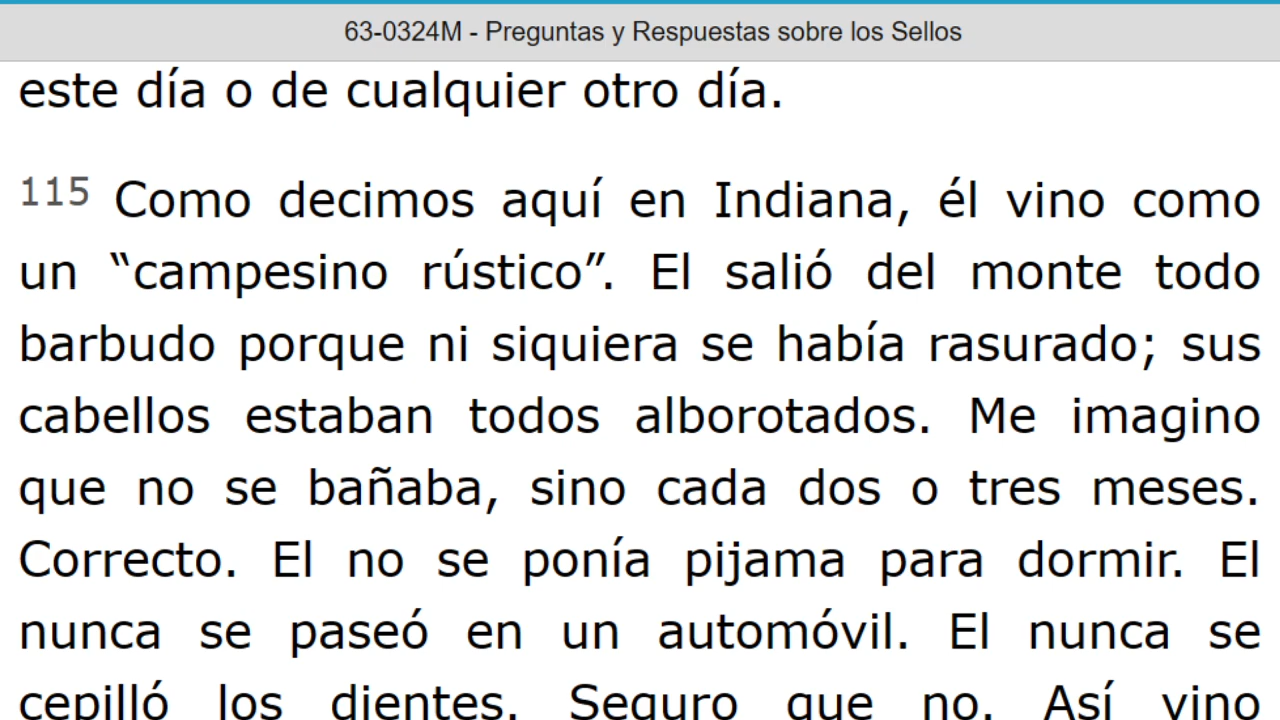 63-0324M - Preguntas y Respuestas sobre los Sellos
este día o de cualquier otro día.
115 Como decimos aquí en Indiana, él vino como
un “campesino rústico”. El salió del monte todo
barbudo porque ni siquiera se había rasurado; sus
cabellos estaban todos alborotados. Me imagino
que no se bañaba, sino cada dos o tres meses.
Correcto. El no se ponía pijama para dormir. El
nunca se paseó en un automóvil. El nunca se
cepilló los dientes. Seguro que no. Así vino